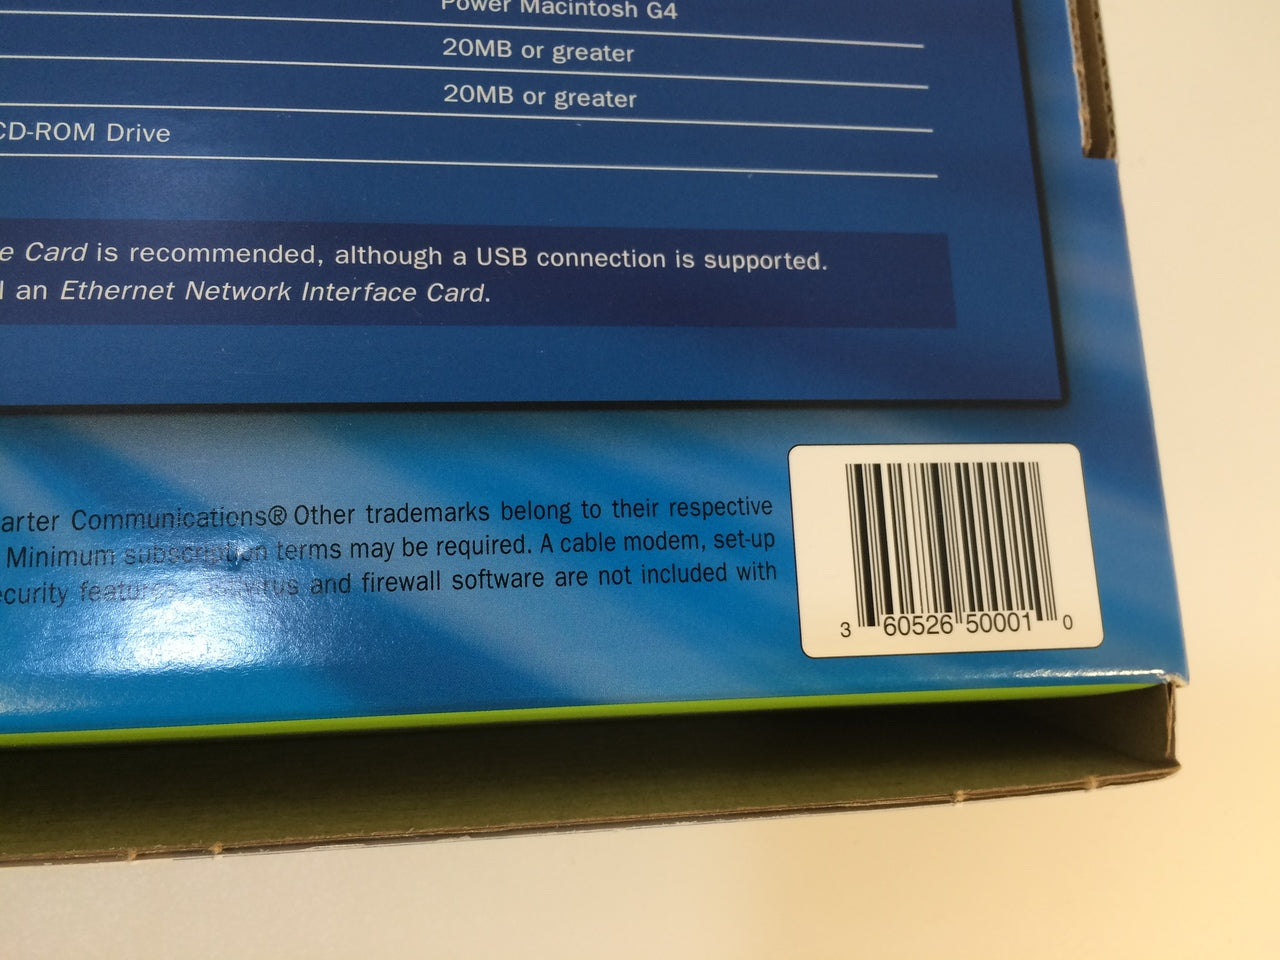 Power Macintosh G4
20MB or greater
20MB or greater
CD-ROM Drive
e Card is recommended, although a USB connection is supported.
l an Ethernet Network Interface Card.
arter Communications® Other trademarks belong to their respective
Minimum subscription terms may be required. A cable modem, set-up
ecurity features, and firewall software are not included with
3 60526 50001 0